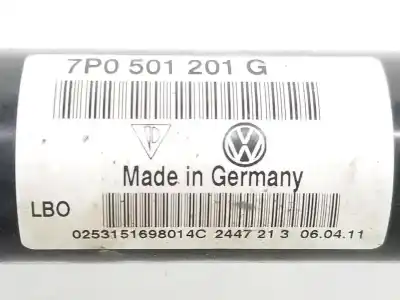 7P0 501 201 G
Made in Germany
LBO
0253151698014C 2447 21 3 06.04.11